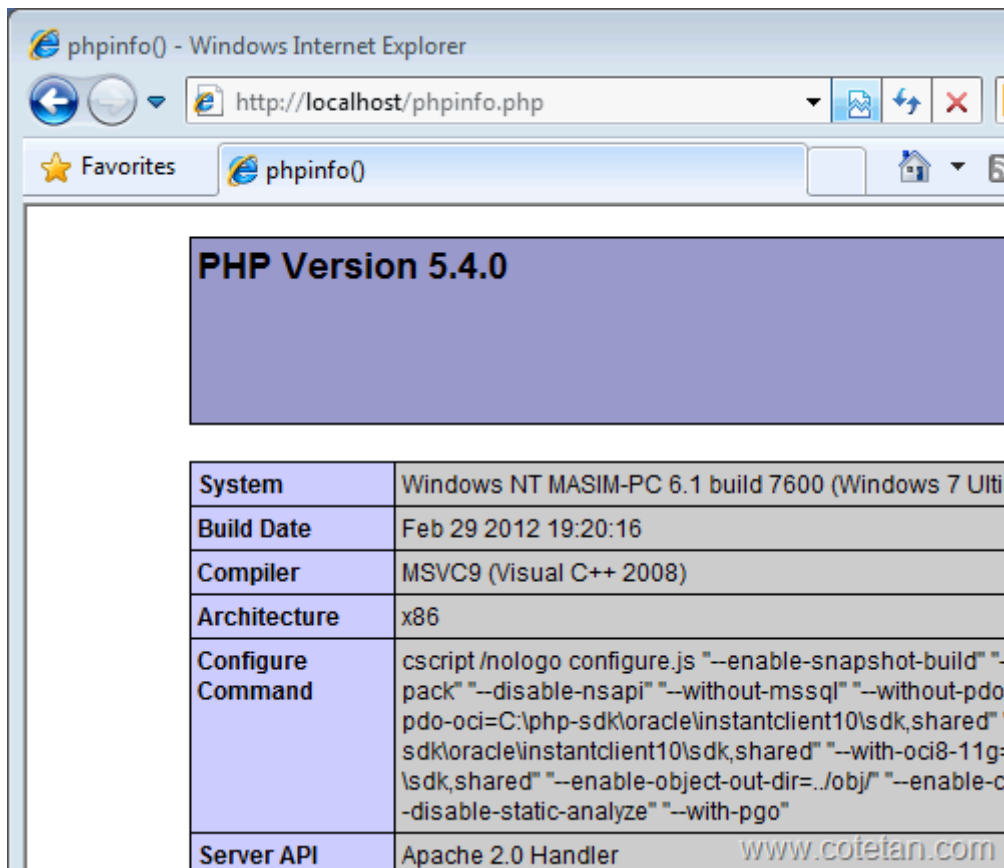 phpinfo() - Windows Internet Explorer
http://localhost/phpinfo.php
Favorites
phpinfo()
PHP Version 5.4.0
System Windows NT MASIM-PC 6.1 build 7600 (Windows 7 Ulti
Build Date Feb 29 2012 19:20:16
Compiler MSVC9 (Visual C++ 2008)
Architecture x86
Configure Command
cscript /nologo configure.js "--enable-snapshot-build" "-
pack" "--disable-nsapi" "--without-mssql" "--without-pdo
pdo-oci=C:\php-sdk\oracle\instantclient10\sdk,shared" "
sdk\oracle\instantclient10\sdk,shared" "--with-oci8-11g=
\sdk,shared" "--enable-object-out-dir=../obj/" "--enable-c
-disable-static-analyze" "--with-pgo"
Server API Apache 2.0 Handler
www.cotetan.com